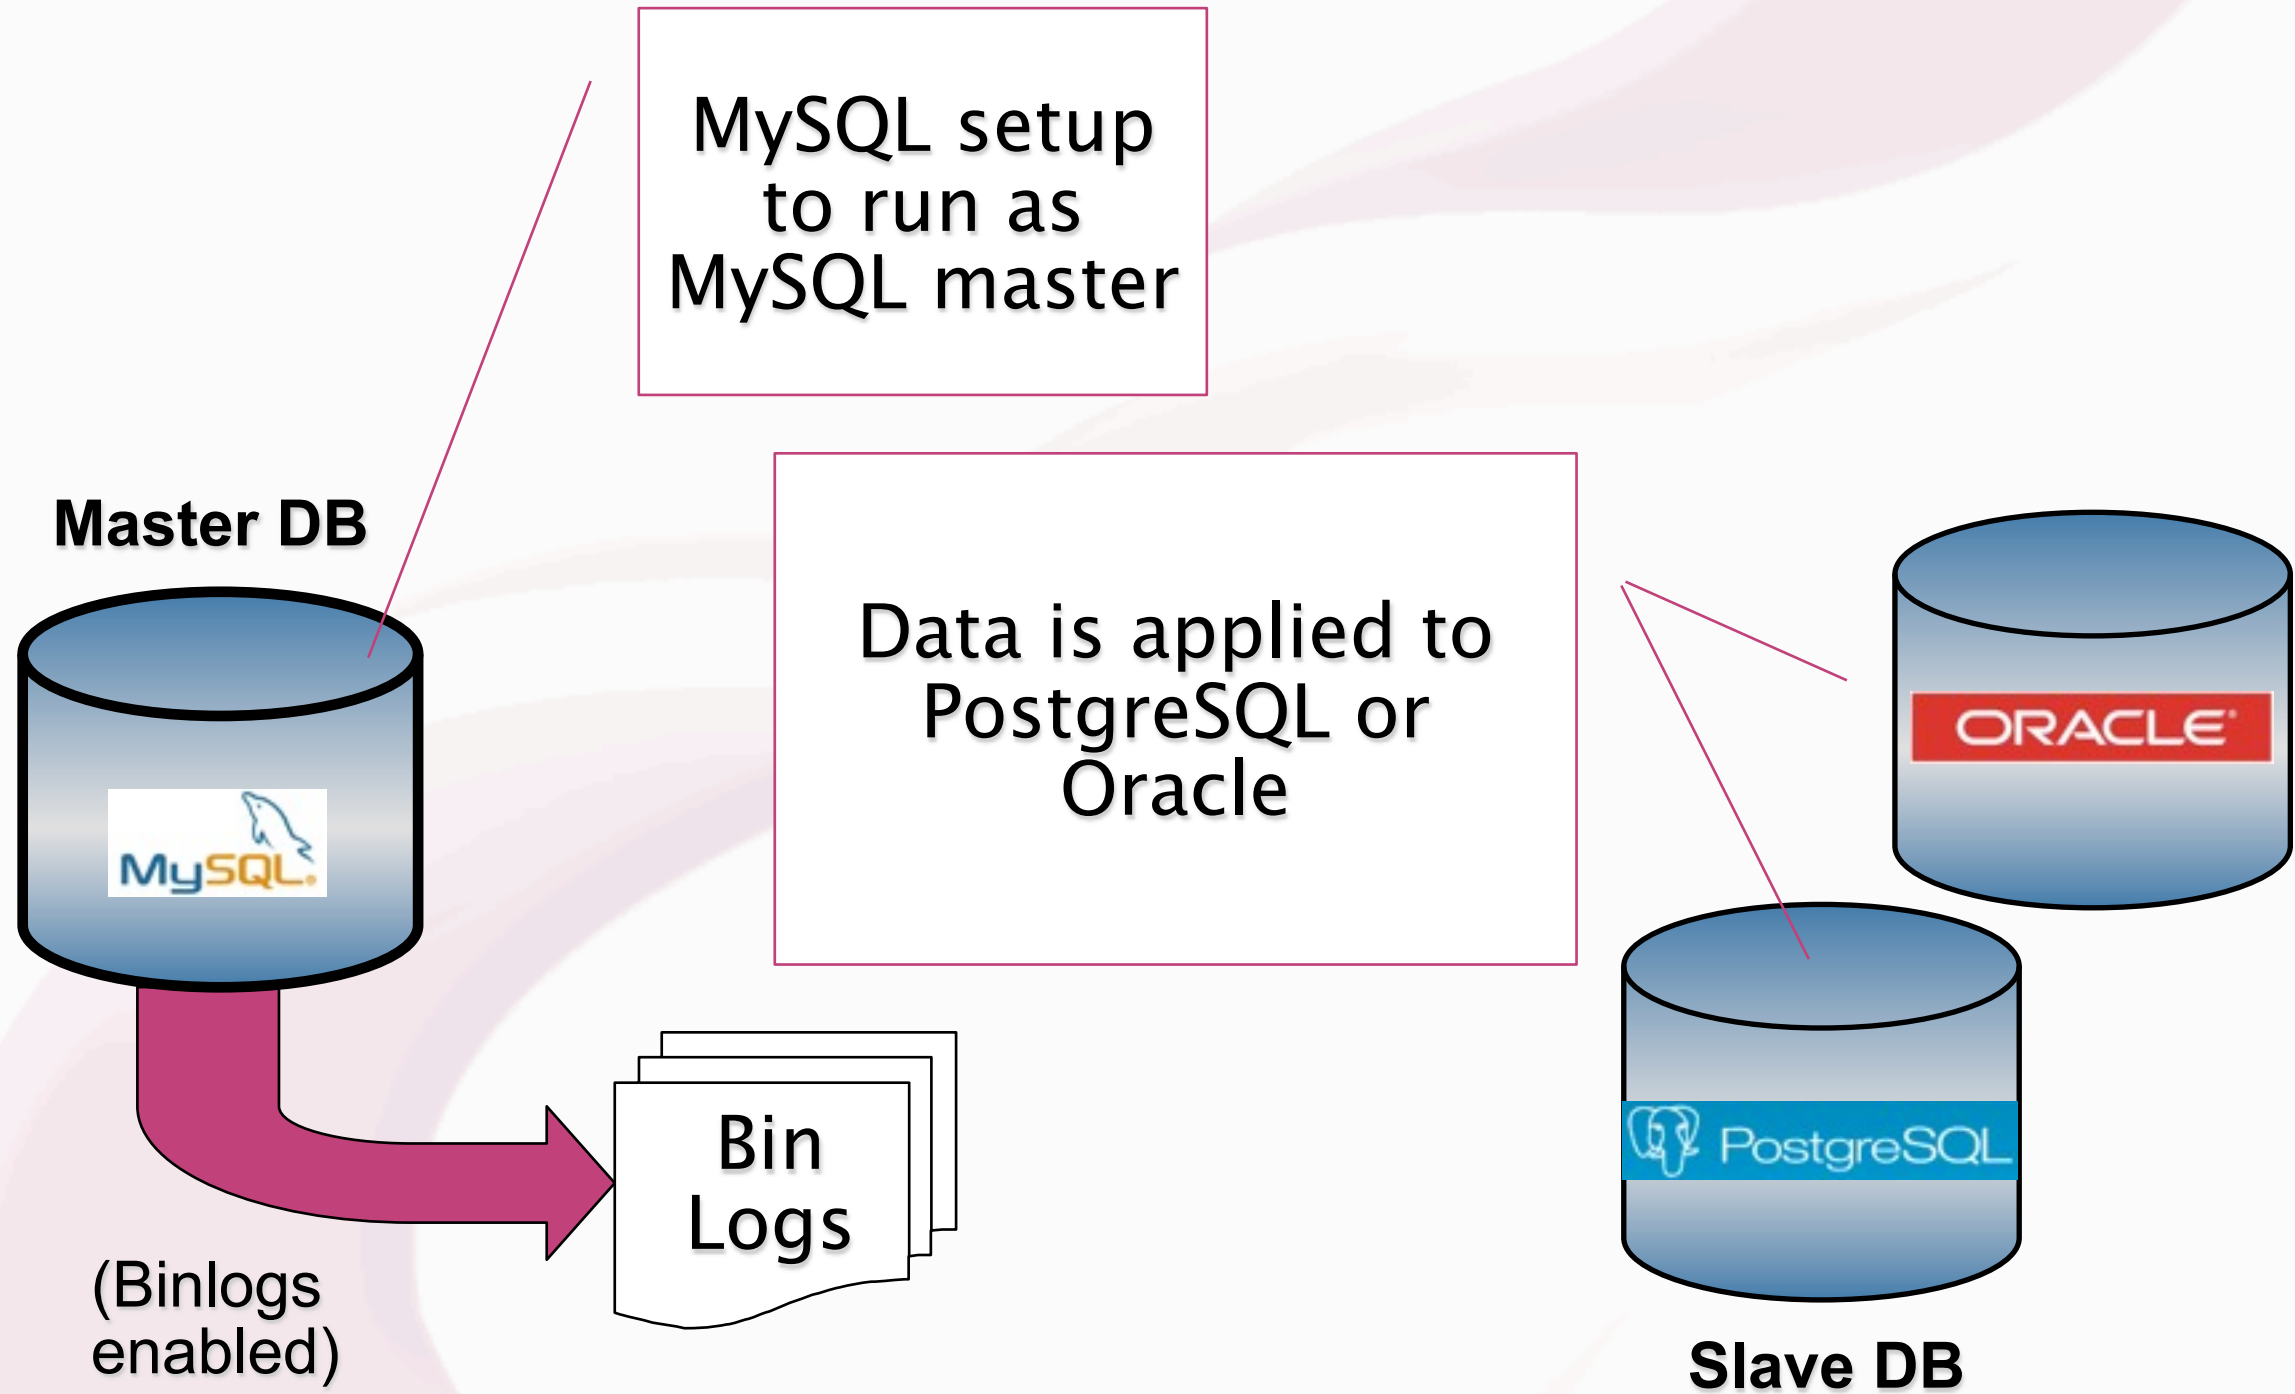 MySQL setup
to run as
MySQL master
Master DB
MySQL®
Data is applied to
PostgreSQL or
Oracle
ORACLE®
PostgreSQL
Bin
Logs
(Binlogs
enabled)
Slave DB